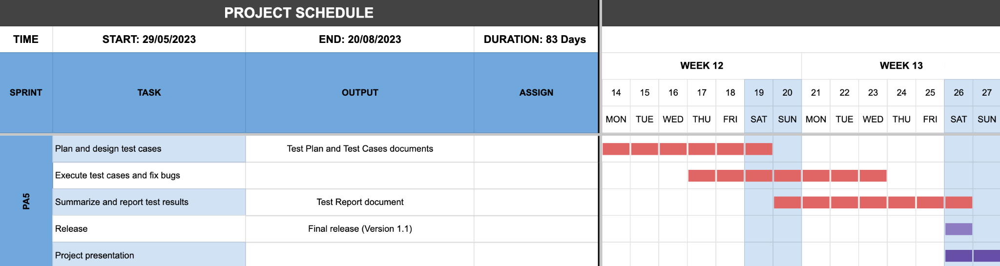 PROJECT SCHEDULE
TIME START: 29/05/2023 END: 20/08/2023 DURATION: 83 Days
WEEK 12 WEEK 13
SPRINT TASK OUTPUT ASSIGN
14 15 16 17 18 19 20 21 22 23 24 25 26 27
MON TUE WED THU FRI SAT SUN MON TUE WED THU FRI SAT SUN
PA5
Plan and design test cases Test Plan and Test Cases documents
Execute test cases and fix bugs
Summarize and report test results Test Report document
Release Final release (Version 1.1)
Project presentation